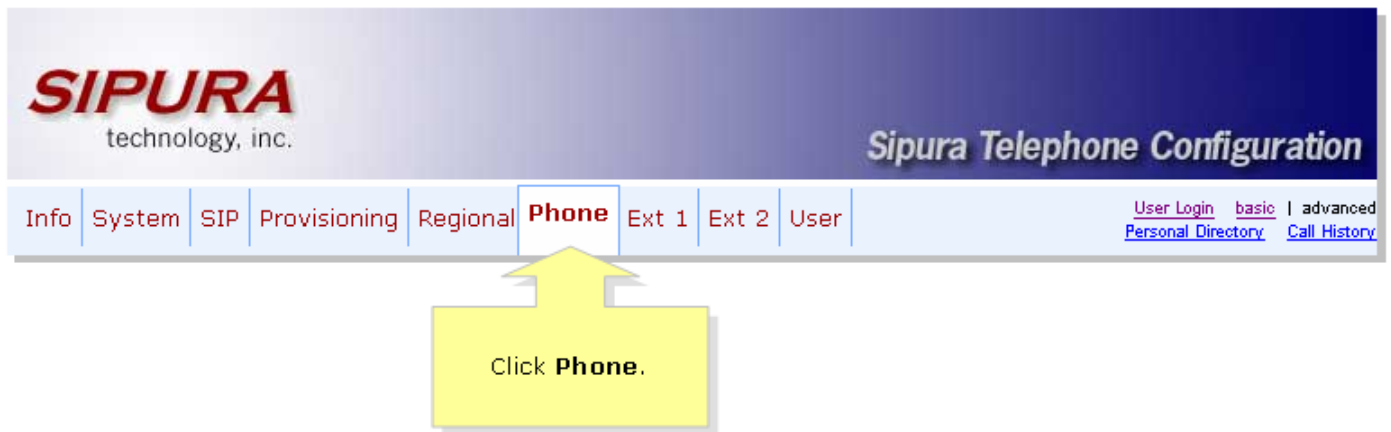 SIPURA
technology, inc.
Sipura Telephone Configuration
Info System SIP Provisioning Regional Phone Ext 1 Ext 2 User
User Login basic | advanced
Personal Directory Call History
Click Phone.